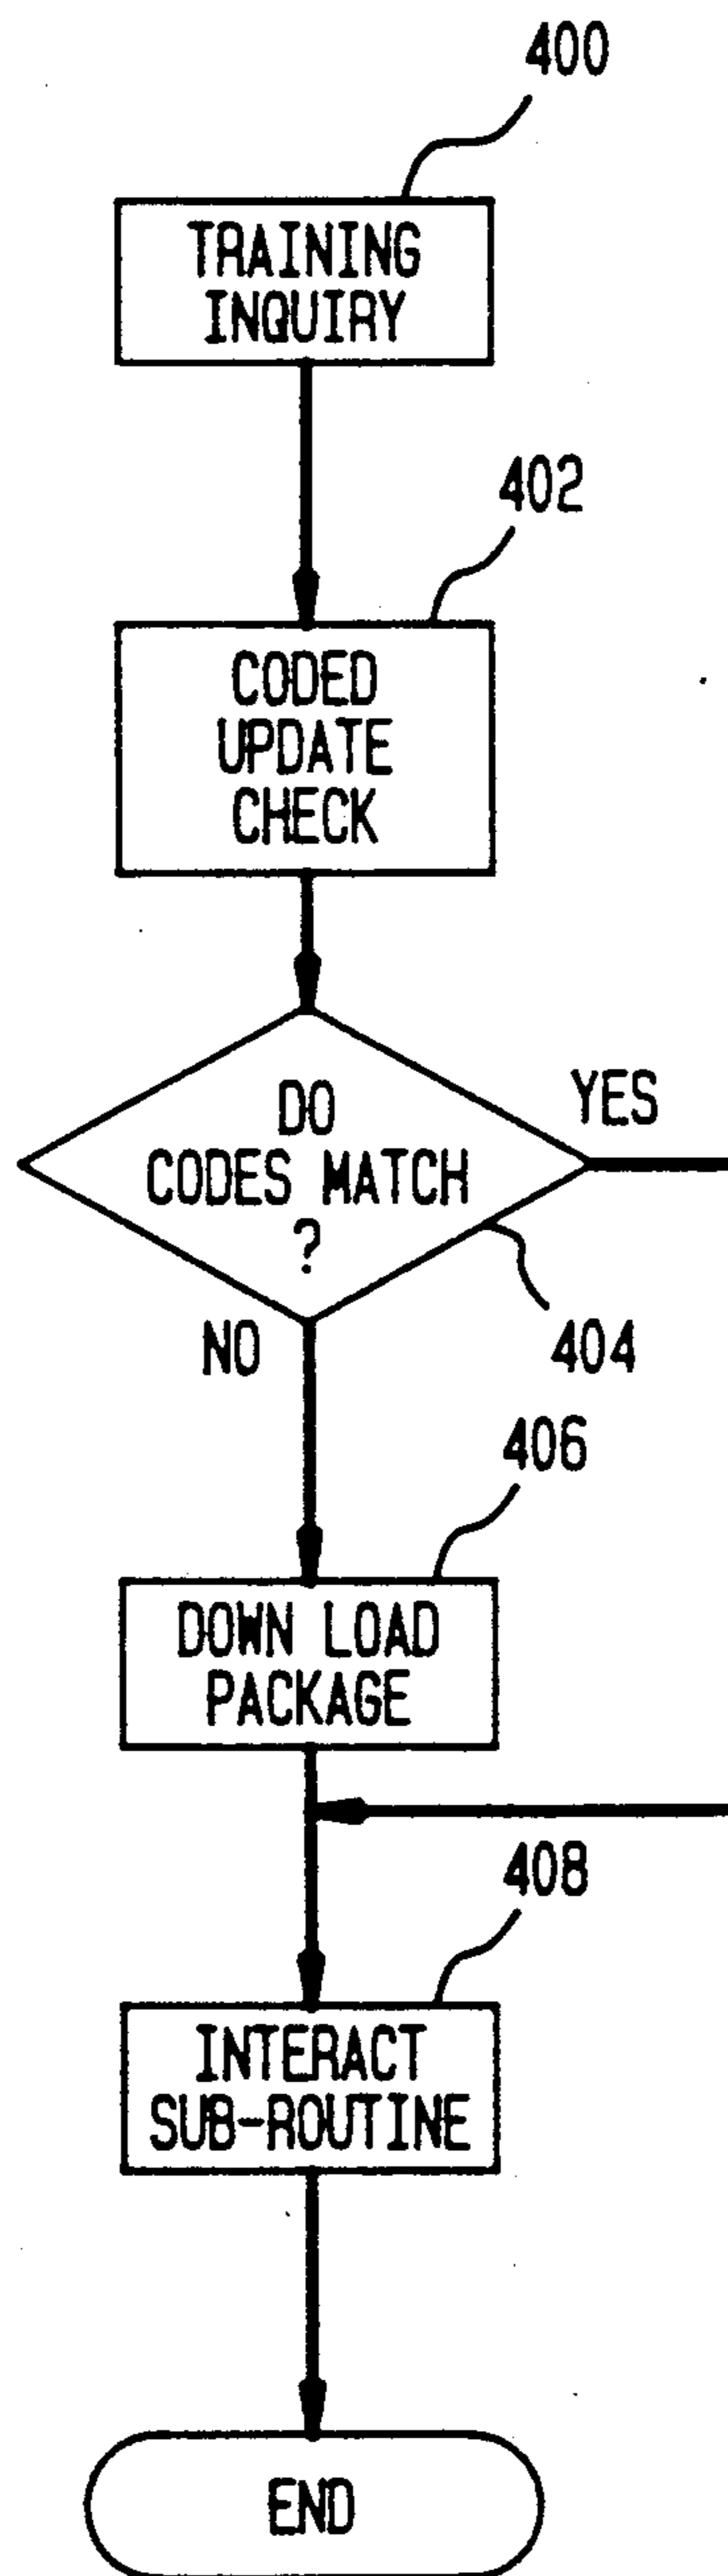 400
TRAINING
INQUIRY
402
CODED
UPDATE
CHECK
DO
CODES MATCH
?
YES
NO
404
406
DOWN LOAD
PACKAGE
408
INTERACT
SUB-ROUTINE
END